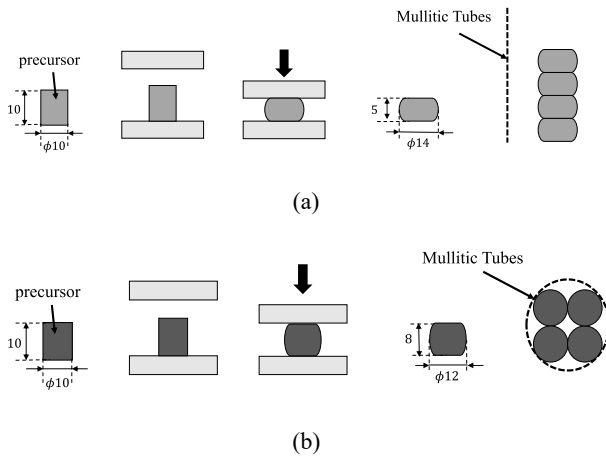 Mullitic Tubes
precursor
10
ϕ10
5
ϕ14
(a)
Mullitic Tubes
precursor
10
ϕ10
8
ϕ12
(b)